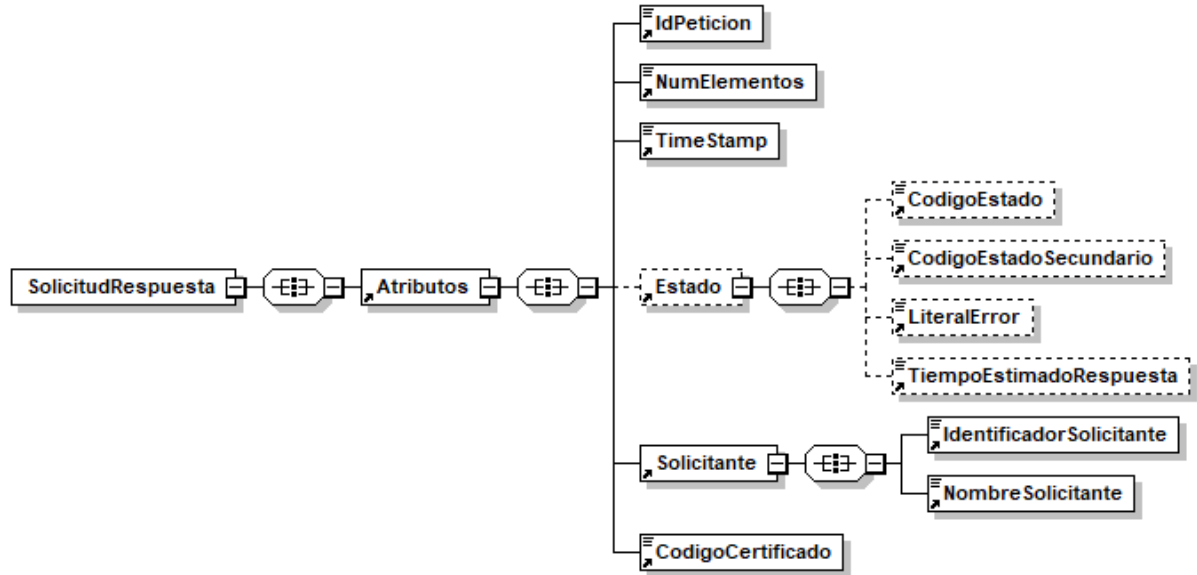 IdPeticion
NumElementos
TimeStamp
CodigoEstado
CodigoEstadoSecundario
SolicitudRespuesta
Atributos
Estado
LiteralError
TiempoEstimadoRespuesta
IdentificadorSolicitante
Solicitante
NombreSolicitante
CodigoCertificado